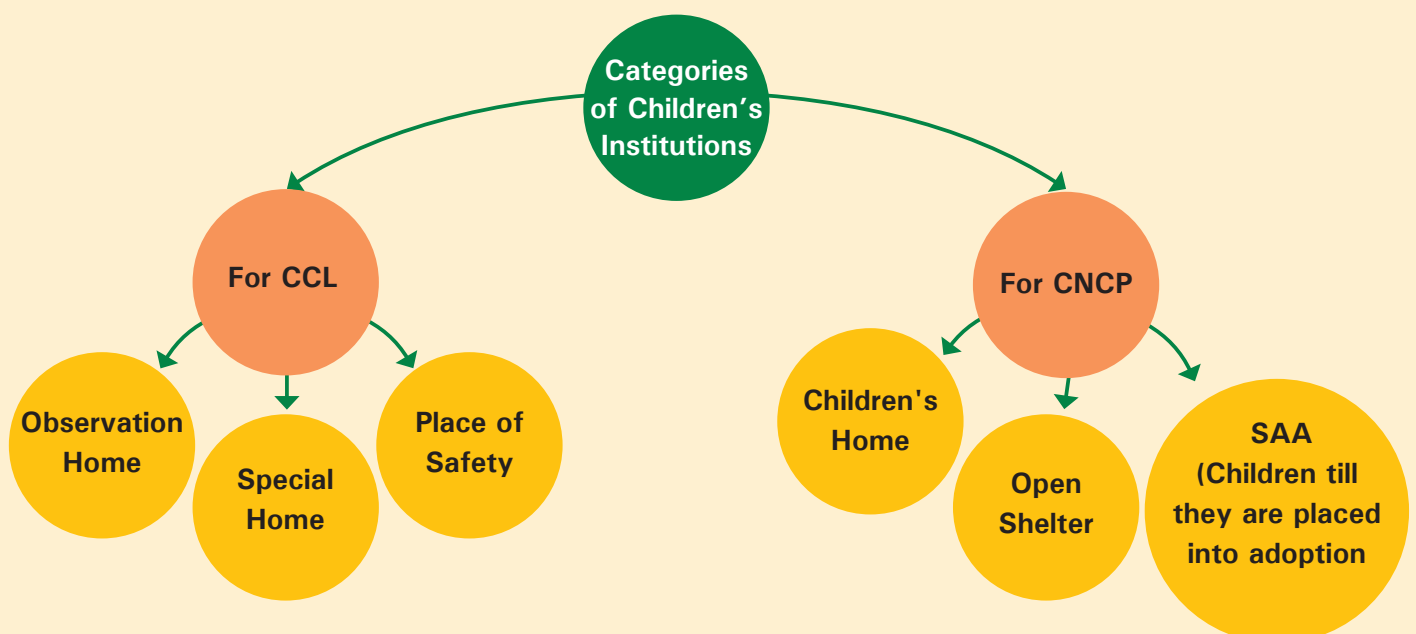 Categories
of Children’s
Institutions
For CCL
For CNCP
Observation
Home
Special
Home
Place of
Safety
Children's
Home
Open
Shelter
SAA
(Children till
they are placed
into adoption